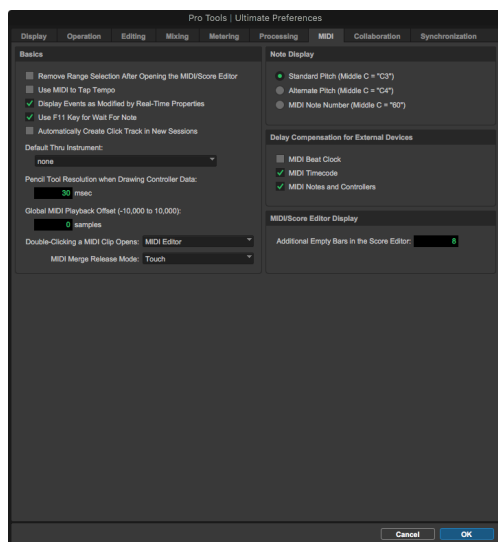 Pro Tools | Ultimate Preferences
Display Operation Editing Mixing Metering Processing MIDI Collaboration Synchronization
Basics
Remove Range Selection After Opening the MIDI/Score Editor
Use MIDI to Tap Tempo
Display Events as Modified by Real-Time Properties
Use F11 Key for Wait For Note
Automatically Create Click Track in New Sessions
Default Thru Instrument:
none
Pencil Tool Resolution when Drawing Controller Data:
30 msec
Global MIDI Playback Offset (-10,000 to 10,000):
0 samples
Double-Clicking a MIDI Clip Opens: MIDI Editor
MIDI Merge Release Mode: Touch
Note Display
Standard Pitch (Middle C = "C3")
Alternate Pitch (Middle C = "C4")
MIDI Note Number (Middle C = "60")
Delay Compensation for External Devices
MIDI Beat Clock
MIDI Timecode
MIDI Notes and Controllers
MIDI/Score Editor Display
Additional Empty Bars in the Score Editor: 8
Cancel OK